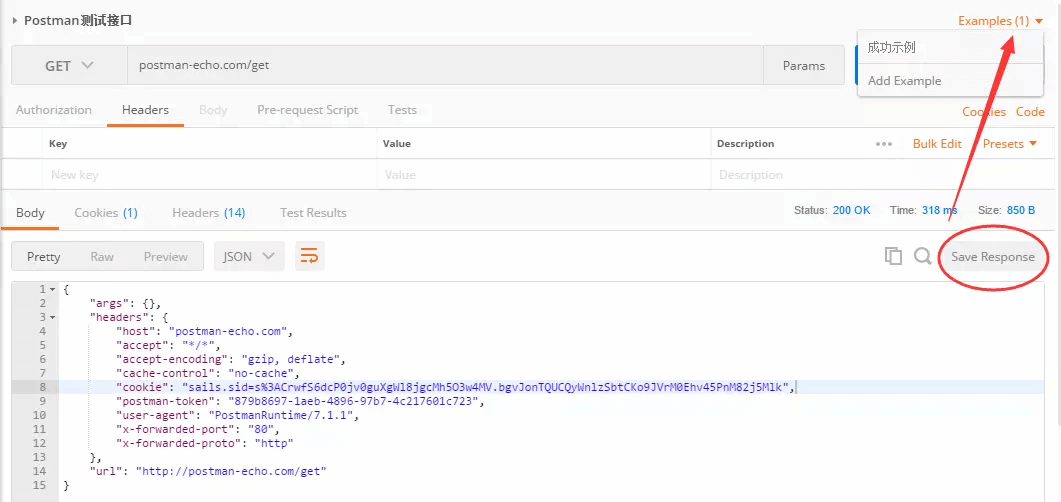 Postman测试接口 Examples (1)
成功示例
GET postman-echo.com/get Params
Add Example
Authorization Headers Body Pre-request Script Tests Cookies Code
Key Value Description Bulk Edit Presets
New key Value Description
Body Cookies (1) Headers (14) Test Results Status: 200 OK Time: 318 ms Size: 850 B
Pretty Raw Preview JSON Save Response
1 {
2 "args": {},
3 "headers": {
4 "host": "postman-echo.com",
5 "accept": "*/*",
6 "accept-encoding": "gzip, deflate",
7 "cache-control": "no-cache",
8 "cookie": "sails.sid=s%3ACrwfS6dcP0jv0guXgWl8jgcMh5O3w4MV.bgvJonTQUCQyWnlzSbtCKo9JVrM0Ehv45PnM82j5Mlk",
9 "postman-token": "879b8697-1aeb-4896-97b7-4c217601c723",
10 "user-agent": "PostmanRuntime/7.1.1",
11 "x-forwarded-port": "80",
12 "x-forwarded-proto": "http"
13 },
14 "url": "http://postman-echo.com/get"
15 }